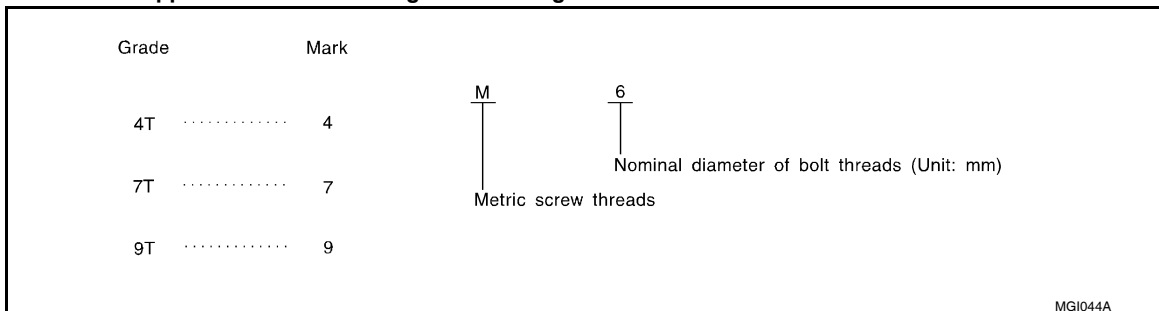 Grade Mark
4T ............. 4
7T ............. 7
9T ............. 9
M 6
Nominal diameter of bolt threads (Unit: mm)
Metric screw threads
MGI044A